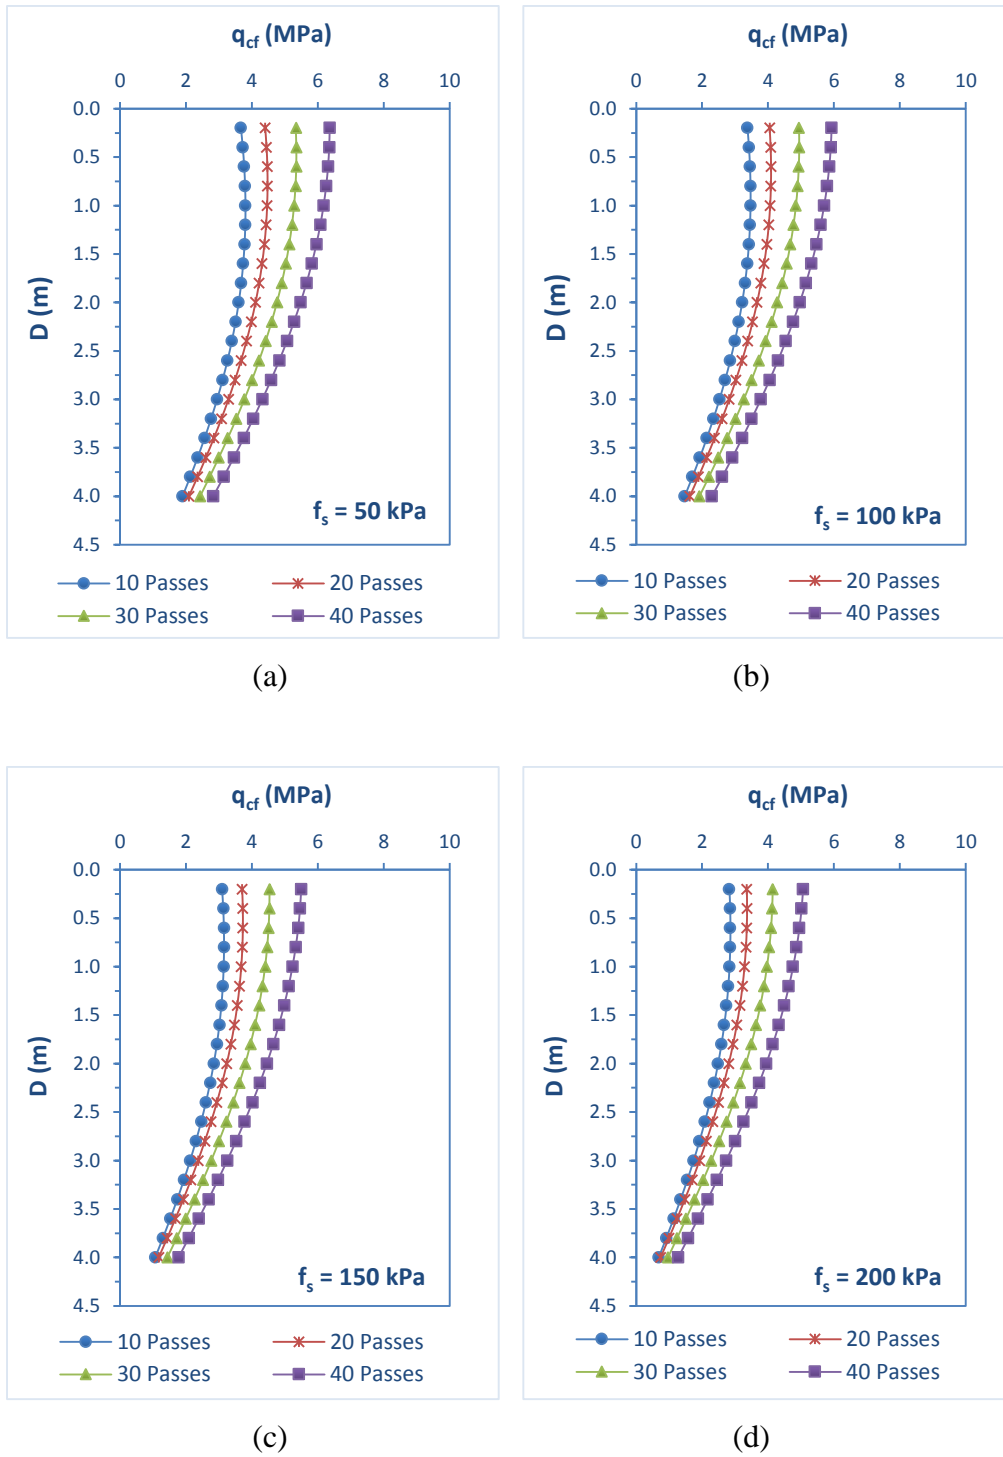 q_cf (MPa)
0 2 4 6 8 10
0.0
0.5
1.0
1.5
2.0
2.5
3.0
3.5
4.0
4.5
D (m)
f_s = 50 kPa
10 Passes 20 Passes
30 Passes 40 Passes
(a)
q_cf (MPa)
0 2 4 6 8 10
0.0
0.5
1.0
1.5
2.0
2.5
3.0
3.5
4.0
4.5
D (m)
f_s = 100 kPa
10 Passes 20 Passes
30 Passes 40 Passes
(b)
q_cf (MPa)
0 2 4 6 8 10
0.0
0.5
1.0
1.5
2.0
2.5
3.0
3.5
4.0
4.5
D (m)
f_s = 150 kPa
10 Passes 20 Passes
30 Passes 40 Passes
(c)
q_cf (MPa)
0 2 4 6 8 10
0.0
0.5
1.0
1.5
2.0
2.5
3.0
3.5
4.0
4.5
D (m)
f_s = 200 kPa
10 Passes 20 Passes
30 Passes 40 Passes
(d)